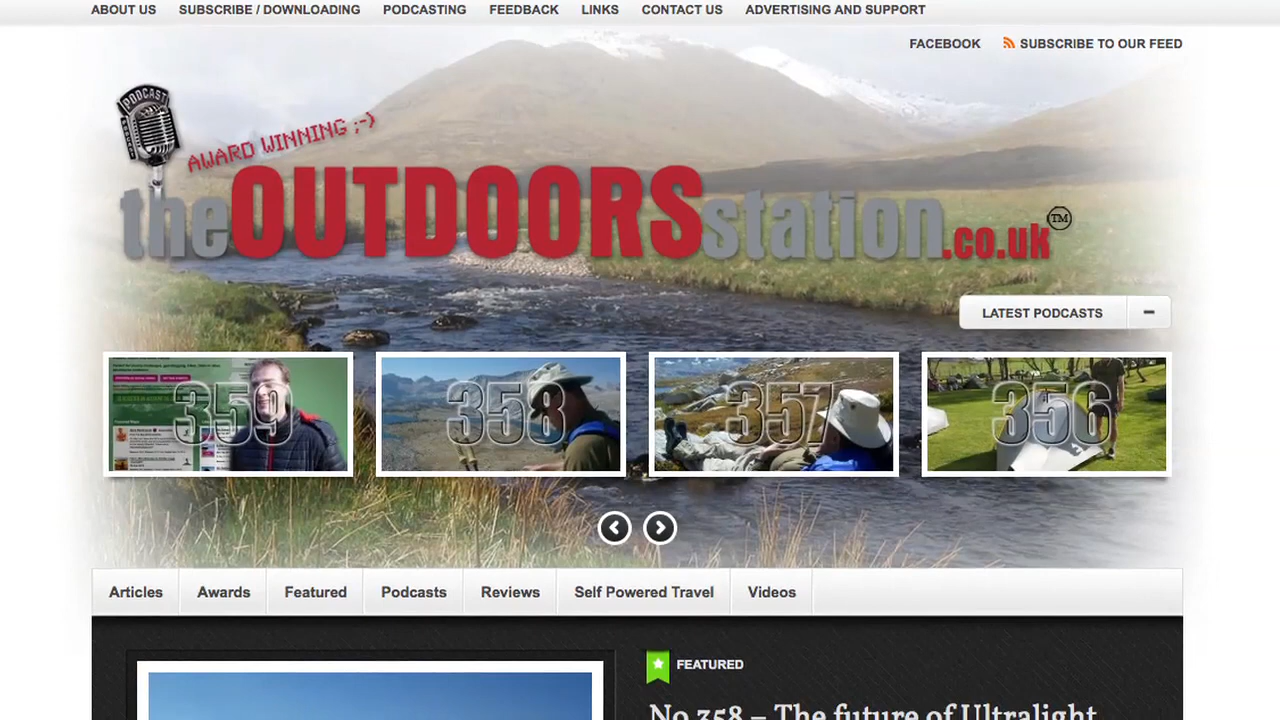 ABOUT US SUBSCRIBE / DOWNLOADING PODCASTING FEEDBACK LINKS CONTACT US ADVERTISING AND SUPPORT
FACEBOOK SUBSCRIBE TO OUR FEED
PODCAST
AWARD WINNING ;-)
theOUTDOORSstation.co.uk TM
LATEST PODCASTS
359 358 357 356
Articles Awards Featured Podcasts Reviews Self Powered Travel Videos
FEATURED
No 358 – The future of Ultralight